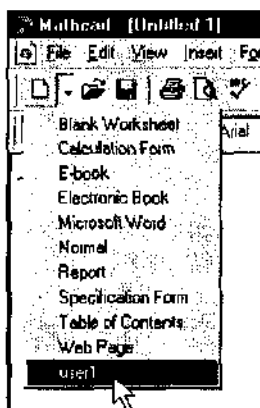 Mathcad - [Untitled 1]
File Edit View Insert Fo
Arial
Blank Worksheet
Calculation Form
E-book
Electronic Book
Microsoft Word
Normal
Report
Specification Form
Table of Contents
Web Page
user1